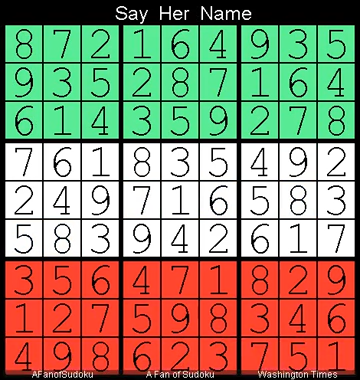 Say Her Name
8 7 2 1 6 4 9 3 5
9 3 5 2 8 7 1 6 4
6 1 4 3 5 9 2 7 8
7 6 1 8 3 5 4 9 2
2 4 9 7 1 6 5 8 3
5 8 3 9 4 2 6 1 7
3 5 6 4 7 1 8 2 9
1 2 7 5 9 8 3 4 6
4 9 8 6 2 3 7 5 1
AFanofSudoku A Fan of Sudoku Washington Times